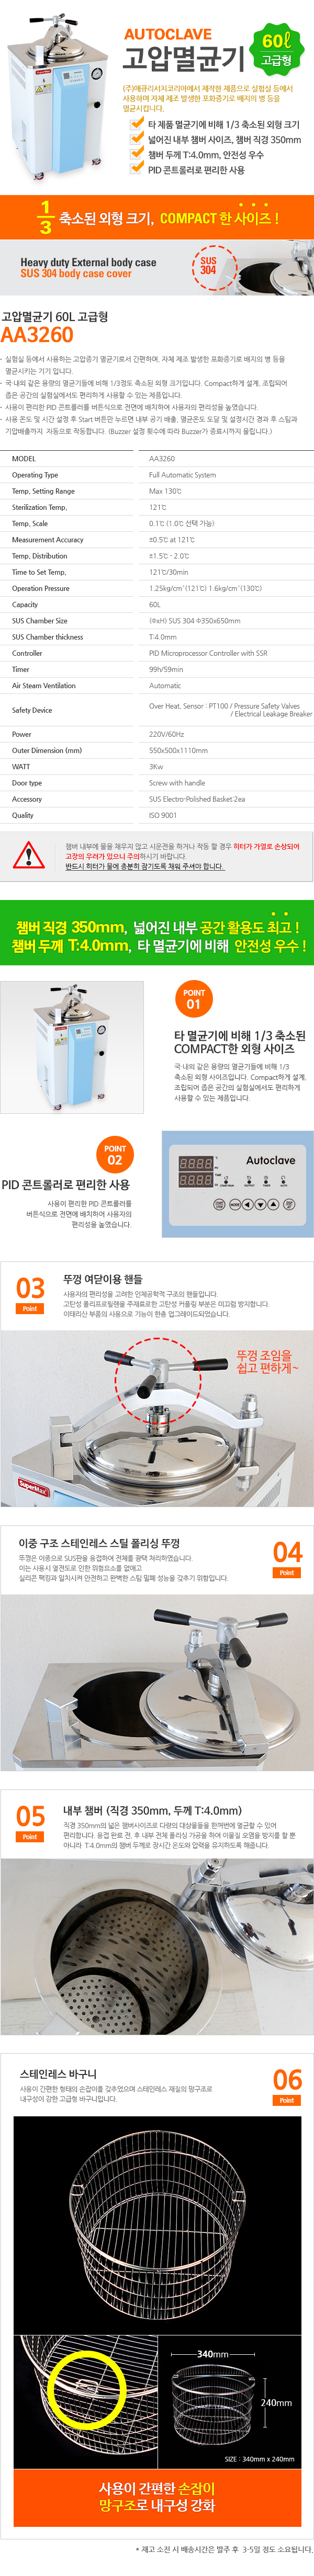 AUTOCLAVE
고압멸균기
60ℓ
고급형
사용하며 자체 제조 발생한 포화증기로 배지의 병 등을
멸균시킵니다.
타 제품 멸균기에 비해 1/3 축소된 외형 크기
넓어진 내부 챔버 사이즈, 챔버 직경 350mm
챔버 두께 T:4.0mm, 안전성 우수
PID 콘트롤러로 편리한 사용
1/3 축소된 외형 크기, COMPACT한 사이즈 !
Heavy duty External body case
SUS 304 body case cover
SUS
304
고압멸균기 60L 고급형
AA3260
- 실험실 등에서 사용하는 고압증기 멸균기로서 간편하며, 자체 제조 발생한 포화증기로 배지의 병 등을
멸균시키는 기기 입니다.
- 국 내외 같은 용량의 멸균기들에 비해 1/3정도 축소된 외형 크기입니다. Compact하게 설계, 조립되어
좁은 공간의 실험실에서도 편리하게 사용할 수 있는 제품입니다.
- 사용이 편리한 PID 콘트롤러를 버튼식으로 전면에 배치하여 사용자의 편리성을 높였습니다.
- 사용 온도 및 시간 설정 후 Start 버튼만 누르면 내부 공기 배출, 멸균온도 도달 및 설정시간 경과 후 스팀과
기압배출까지 자동으로 작동합니다. (Buzzer 설정 횟수에 따라 Buzzer가 종료시까지 울립니다.)
MODEL AA3260
Operating Type Full Automatic System
Temp, Setting Range Max 130℃
Sterilization Temp, 121℃
Temp, Scale 0.1℃ (1.0℃ 선택 가능)
Measurement Accuracy ±0.5℃ at 121℃
Temp, Distribution ±1.5℃ - 2.0℃
Time to Set Temp, 121℃/30min
Operation Pressure 1.25kg/cm²(121℃) 1.6kg/cm²(130℃)
Capacity 60L
SUS Chamber Size (ΦxH) SUS 304 Φ350x650mm
SUS Chamber thickness T:4.0mm
Controller PID Microprocessor Controller with SSR
Timer 99h/59min
Air Steam Ventilation Automatic
Safety Device Over Heat, Sensor : PT100 / Pressure Safety Valves
/ Electrical Leakage Breaker
Power 220V/60Hz
Outer Dimension (mm) 550x500x1110mm
WATT 3Kw
Door type Screw with handle
Accessory SUS Electro-Polished Basket 2ea
Quality ISO 9001
챔버 내부에 물을 채우지 않고 시운전을 하거나 작동 할 경우 히터가 가열로 손상되어
고장의 우려가 있으니 주의하시기 바랍니다.
반드시 히터가 물에 충분히 잠기도록 채워 주셔야 합니다.
챔버 직경 350mm, 넓어진 내부 공간 활용도 최고 !
챔버 두께 T:4.0mm, 타 멸균기에 비해 안전성 우수 !
POINT
01
타 멸균기에 비해 1/3 축소된
COMPACT한 외형 사이즈
국 내외 같은 용량의 멸균기들에 비해 1/3
축소된 외형 사이즈입니다. Compact하게 설계,
조립되어 좁은 공간의 실험실에서도 편리하게
사용할 수 있는 제품입니다.
POINT
02
PID 콘트롤러로 편리한 사용
사용이 편리한 PID 콘트롤러를
버튼식으로 전면에 배치하여 사용자의
편리성을 높였습니다.
Autoclave
03
Point
뚜껑 여닫이용 핸들
사용자의 편리성을 고려한 인체공학적 구조의 핸들입니다.
고탄성 폴리프로필렌을 주재료로한 고탄성 커플링 부분은 미끄럼 방지합니다.
이태리산 부품의 사용으로 기능이 한층 업그레이드되었습니다.
뚜껑 조임을
쉽고 편하게~
SuperMax
04
Point
이중 구조 스테인레스 스틸 폴리싱 뚜껑
뚜껑은 이중으로 SUS판을 용접하여 전체를 광택 처리하였습니다.
이는 사용시 열전도로 인한 위험요소를 없애고
실리콘 팩킹과 일치시켜 안전하고 완벽한 스팀 밀폐 성능을 갖추기 위함입니다.
05
Point
내부 챔버 (직경 350mm, 두께 T:4.0mm)
직경 350mm의 넓은 챔버사이즈로 다량의 대상물들을 한꺼번에 멸균할 수 있어
편리합니다. 용접 완료 전, 후 내부 전체 폴리싱 가공을 하여 이물질 오염을 방지를 할 뿐
아니라 T:4.0mm의 챔버 두께로 장시간 온도와 압력을 유지하도록 해줍니다.
06
Point
스테인레스 바구니
사용이 간편한 형태의 손잡이를 갖추었으며 스테인레스 재질의 망구조로
내구성이 강한 고급형 바구니입니다.
340mm
240mm
SIZE : 340mm x 240mm
사용이 간편한 손잡이
망구조로 내구성 강화
* 재고 소진 시 배송시간은 발주 후 3-5일 정도 소요됩니다.